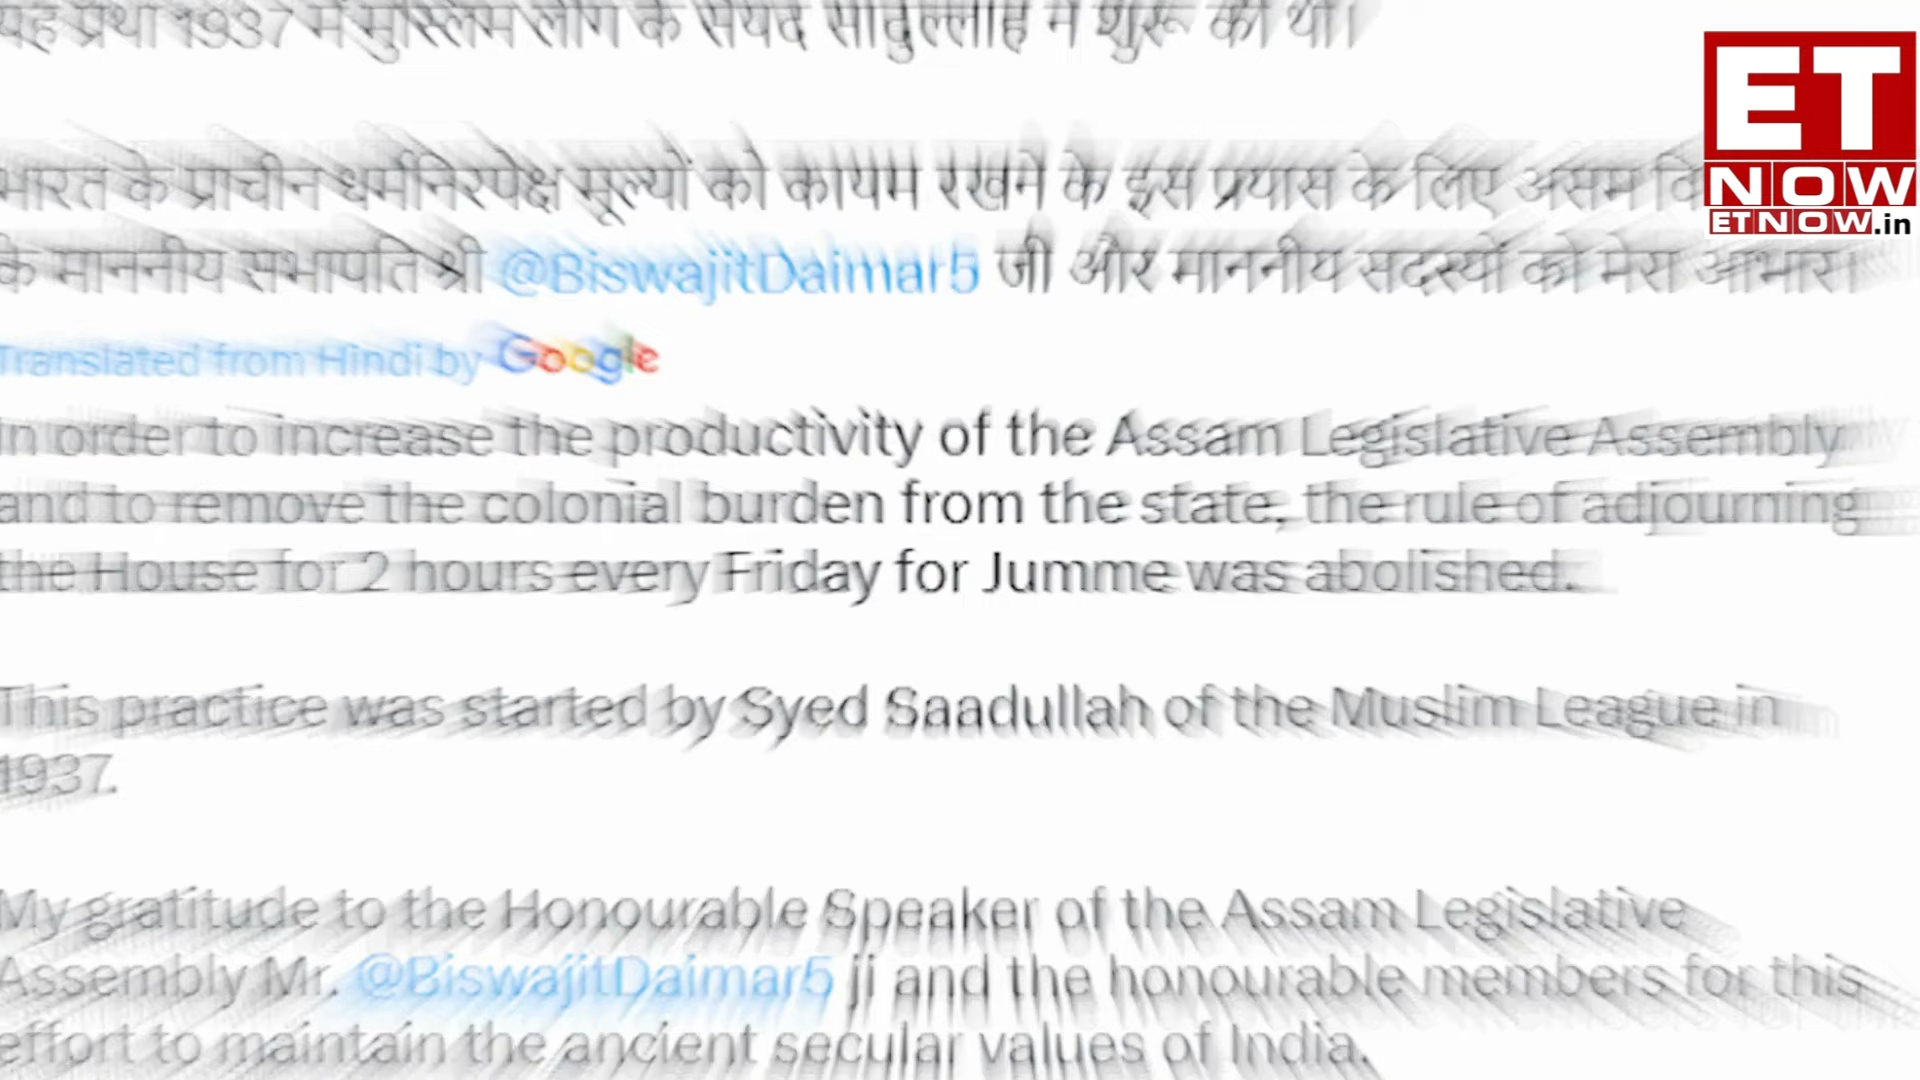 यह प्रथा 1937 में मुस्लिम लीग के सैयद सादुल्लाह ने शुरू की थी।
भारत के प्राचीन धर्मनिरपेक्ष मूल्यों को कायम रखने के इस प्रयास के लिए असम वि
के माननीय सभापति श्री @BiswajitDaimar5 जी और माननीय सदस्यों को मेरा आभार।
Translated from Hindi by Google
In order to increase the productivity of the Assam Legislative Assembly
and to remove the colonial burden from the state, the rule of adjourning
the House for 2 hours every Friday for Jumme was abolished.
This practice was started by Syed Saadullah of the Muslim League in
1937.
My gratitude to the Honourable Speaker of the Assam Legislative
Assembly Mr. @BiswajitDaimar5 ji and the honourable members for this
effort to maintain the ancient secular values of India.
ET
NOW
ETNOW.in